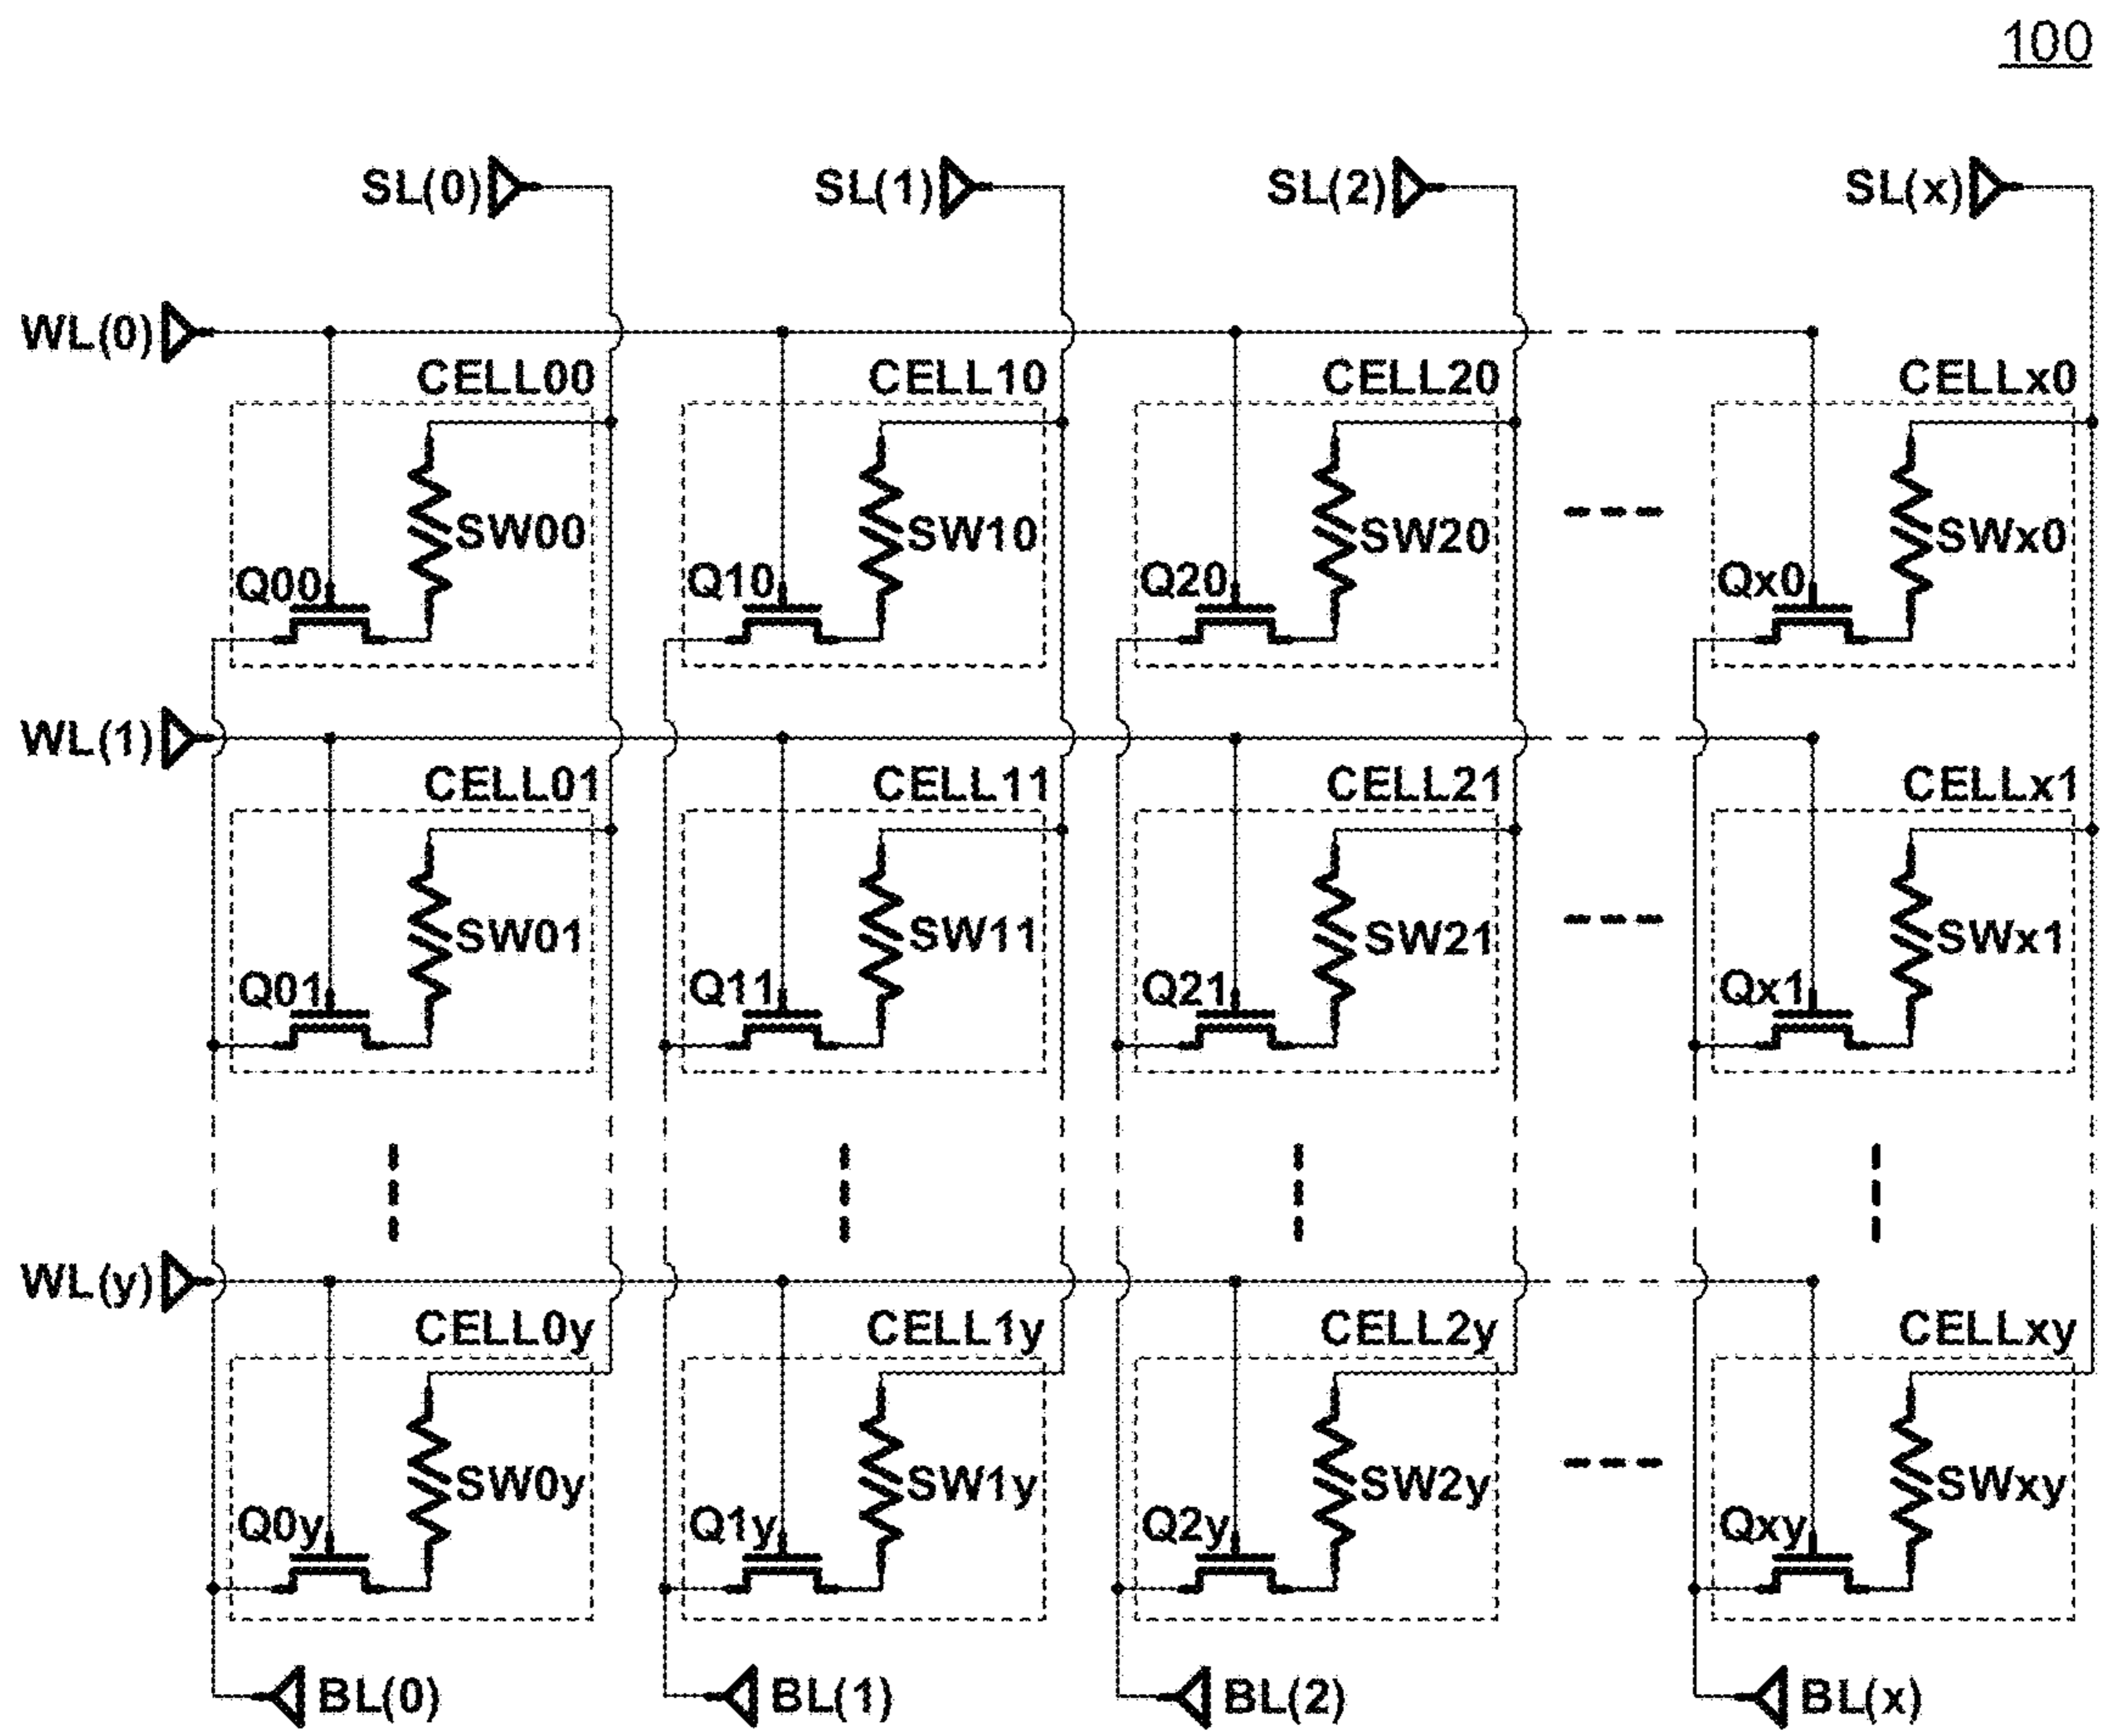 100
SL(0) SL(1) SL(2) SL(x)
WL(0)
CELL00 CELL10 CELL20 CELLx0
SW00 SW10 SW20 SWx0
Q00 Q10 Q20 Qx0
WL(1)
CELL01 CELL11 CELL21 CELLx1
SW01 SW11 SW21 SWx1
Q01 Q11 Q21 Qx1
WL(y)
CELL0y CELL1y CELL2y CELLxy
SW0y SW1y SW2y SWxy
Q0y Q1y Q2y Qxy
BL(0) BL(1) BL(2) BL(x)